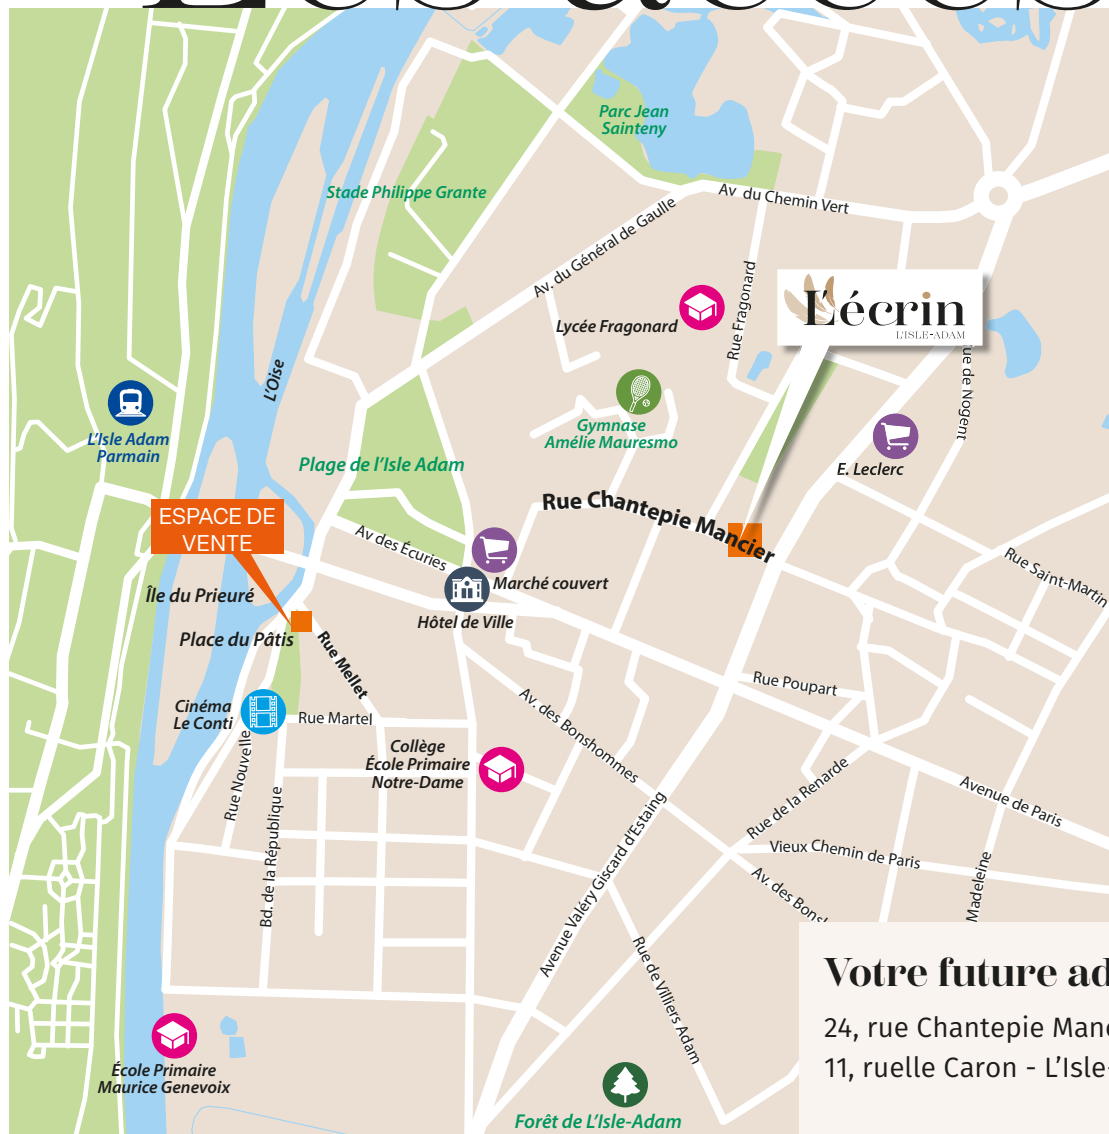 Parc Jean
Sainteny
Stade Philippe Grante
Av du Chemin Vert
Av. du Général de Gaulle
Rue Fragonard
L'écrin
L'ISLE-ADAM
Lycée Fragonard
L'Oise
ue de Nogent
L'Isle Adam
Parmain
Gymnase
Amélie Mauresmo
Plage de l'Isle Adam
E. Leclerc
Rue Chantepie Mancier
ESPACE DE
VENTE
Av des Écuries
Marché couvert
Rue Saint-Martin
Île du Prieuré
Hôtel de Ville
Place du Pâtis
Rue Mellet
Rue Poupart
Cinéma
Le Conti
Rue Martel
Av. des Bonshommes
Collège
École Primaire
Notre-Dame
Rue Nouvelle
Bd. de la République
Avenue Valéry Giscard d'Estaing
Rue de la Renarde
Avenue de Paris
Vieux Chemin de Paris
Av. des Bons
Madeleine
Rue de Villiers Adam
Votre future ad
24, rue Chantepie Manc
11, ruelle Caron - L'Isle-
École Primaire
Maurice Genevoix
Forêt de L'Isle-Adam